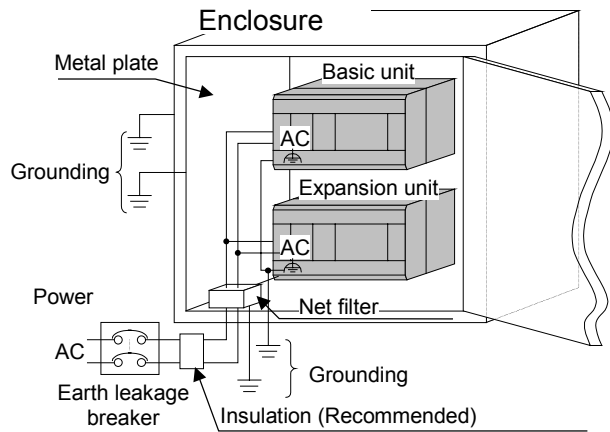 Enclosure
Metal plate
Basic unit
AC
Grounding
Expansion unit
AC
Power
Net filter
AC
Grounding
Earth leakage
breaker
Insulation (Recommended)